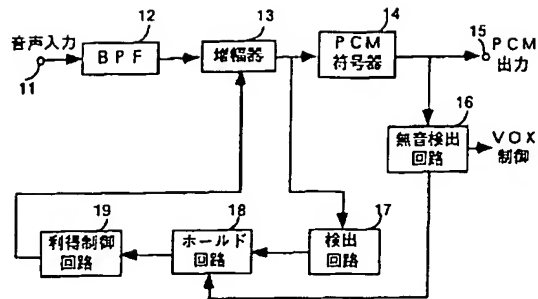 音声入力
11
12
BPF
13
増幅器
14
PCM
符号器
15
PCM
出力
16
無音検出
回路
VOX
制御
17
検出
回路
18
ホールド
回路
19
利得制御
回路